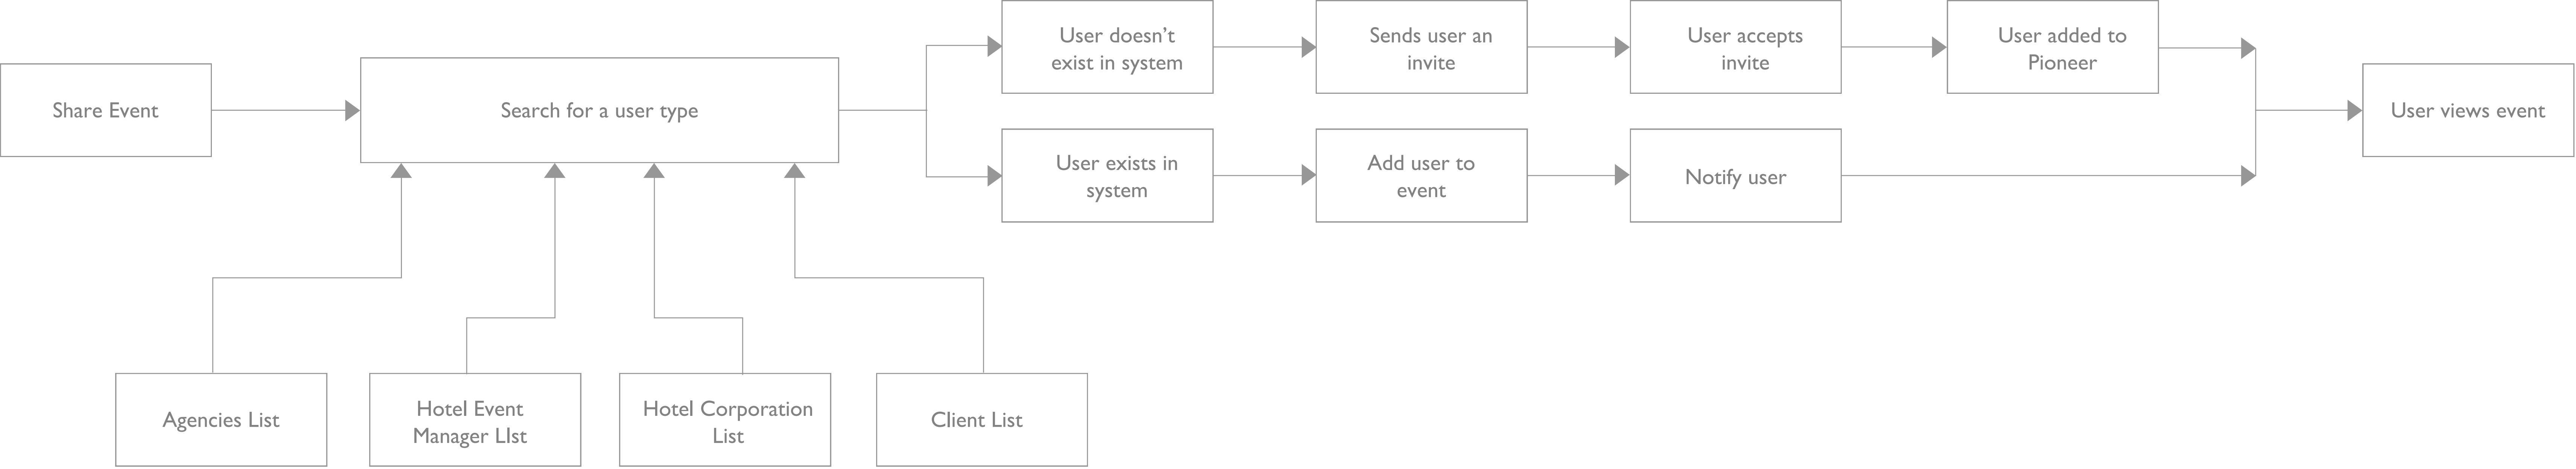 User doesn’t
exist in system
Sends user an
invite
User accepts
invite
User added to
Pioneer
Share Event
Search for a user type
User views event
User exists in
system
Add user to
event
Notify user
Agencies List
Hotel Event
Manager LIst
Hotel Corporation
List
Client List